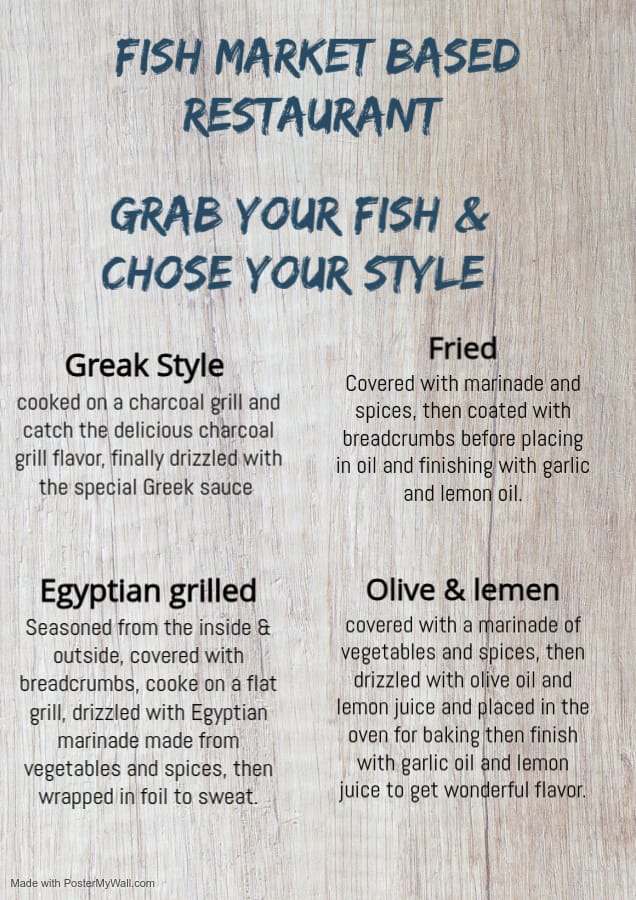 FISH MARKET BASED
RESTAURANT
GRAB YOUR FISH &
CHOSE YOUR STYLE
Greak Style
cooked on a charcoal grill and
catch the delicious charcoal
grill flavor, finally drizzled with
the special Greek sauce
Fried
Covered with marinade and
spices, then coated with
breadcrumbs before placing
in oil and finishing with garlic
and lemon oil.
Egyptian grilled
Seasoned from the inside &
outside, covered with
breadcrumbs, cooke on a flat
grill, drizzled with Egyptian
marinade made from
vegetables and spices, then
wrapped in foil to sweat.
Olive & lemen
covered with a marinade of
vegetables and spices, then
drizzled with olive oil and
lemon juice and placed in the
oven for baking then finish
with garlic oil and lemon
juice to get wonderful flavor.
Made with PosterMyWall.com